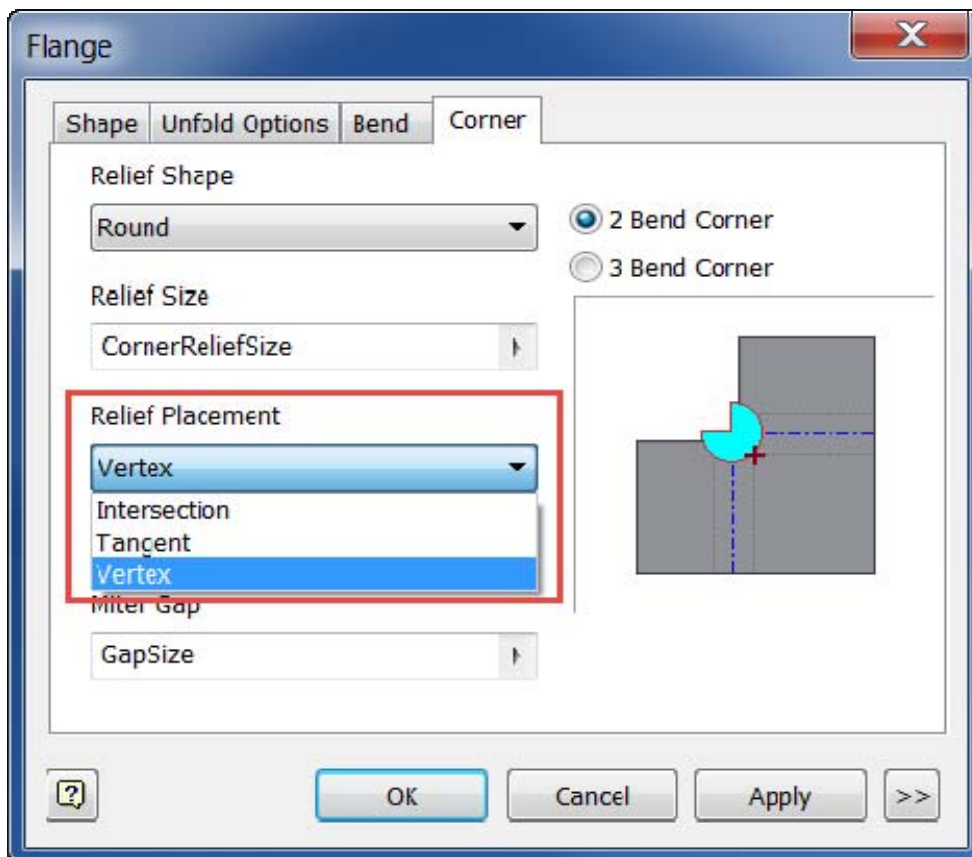 Flange
X
Shape Unfold Options Bend Corner
Relief Shape
Round
2 Bend Corner
3 Bend Corner
Relief Size
CornerReliefSize
Relief Placement
Vertex
Intersection
Tangent
Vertex
Miter Gap
GapSize
?
OK Cancel Apply >>